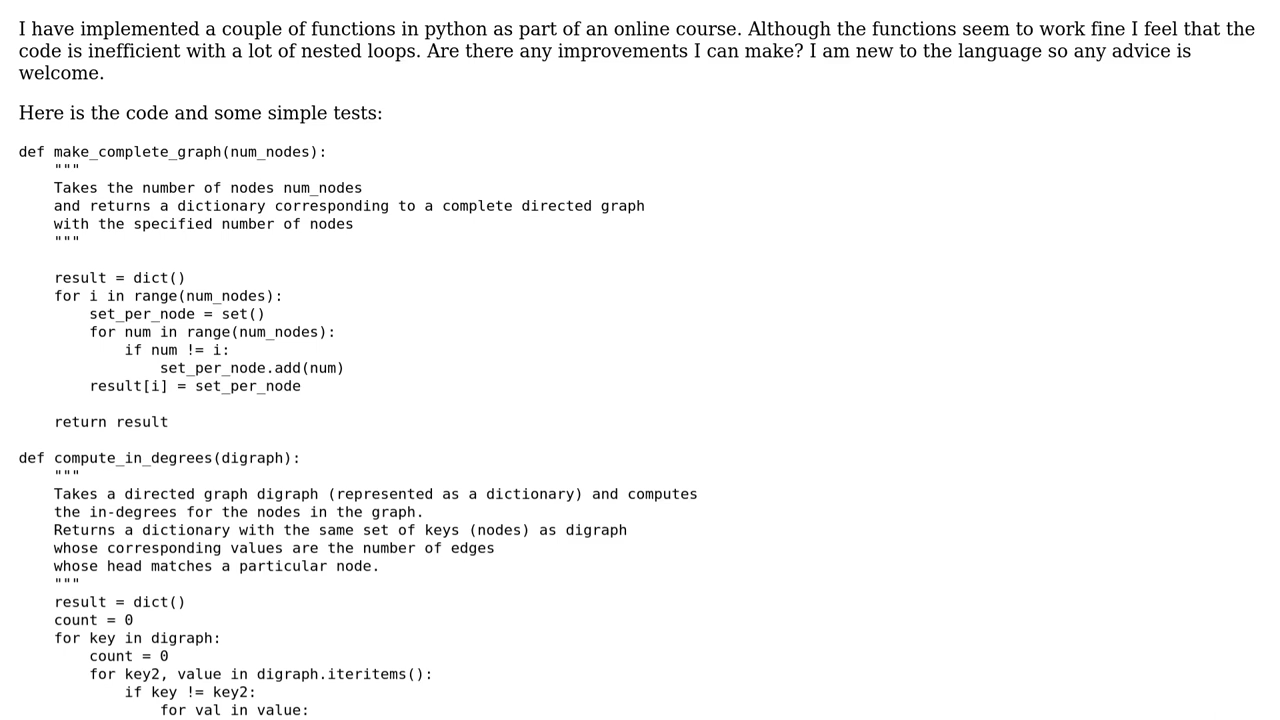 I have implemented a couple of functions in python as part of an online course. Although the functions seem to work fine I feel that the
code is inefficient with a lot of nested loops. Are there any improvements I can make? I am new to the language so any advice is
welcome.
Here is the code and some simple tests:
def make_complete_graph(num_nodes):
    """
    Takes the number of nodes num_nodes
    and returns a dictionary corresponding to a complete directed graph
    with the specified number of nodes
    """
    result = dict()
    for i in range(num_nodes):
        set_per_node = set()
        for num in range(num_nodes):
            if num != i:
                set_per_node.add(num)
        result[i] = set_per_node
    return result
def compute_in_degrees(digraph):
    """
    Takes a directed graph digraph (represented as a dictionary) and computes
    the in-degrees for the nodes in the graph.
    Returns a dictionary with the same set of keys (nodes) as digraph
    whose corresponding values are the number of edges
    whose head matches a particular node.
    """
    result = dict()
    count = 0
    for key in digraph:
        count = 0
        for key2, value in digraph.iteritems():
            if key != key2:
                for val in value: